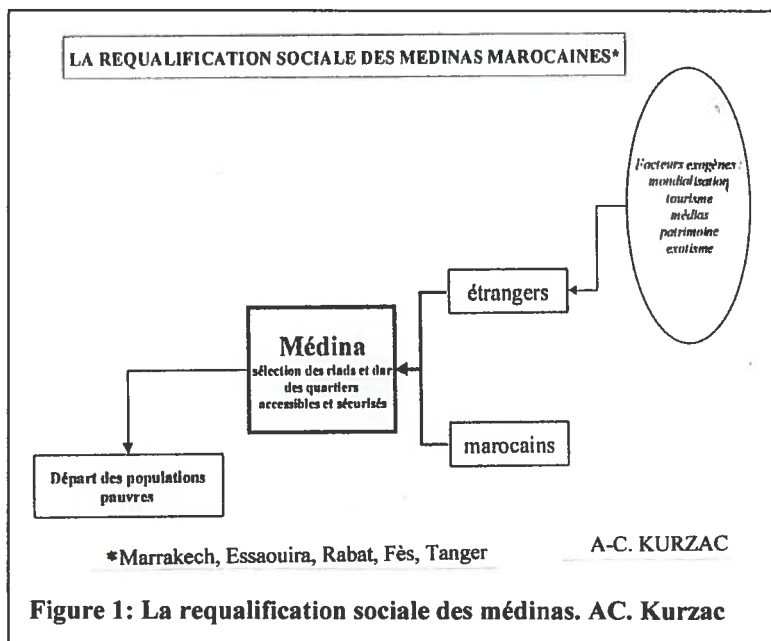 LA REQUALIFICATION SOCIALE DES MEDINAS MAROCAINES*
Facteurs exogènes :
mondialisation
tourisme
médias
patrimoine
exotisme
étrangers
Médina
sélection des riads et dar
des quartiers
accessibles et sécurisés
marocains
Départ des populations
pauvres
*Marrakech, Essaouira, Rabat, Fès, Tanger
A-C. KURZAC
Figure 1: La requalification sociale des médinas. AC. Kurzac